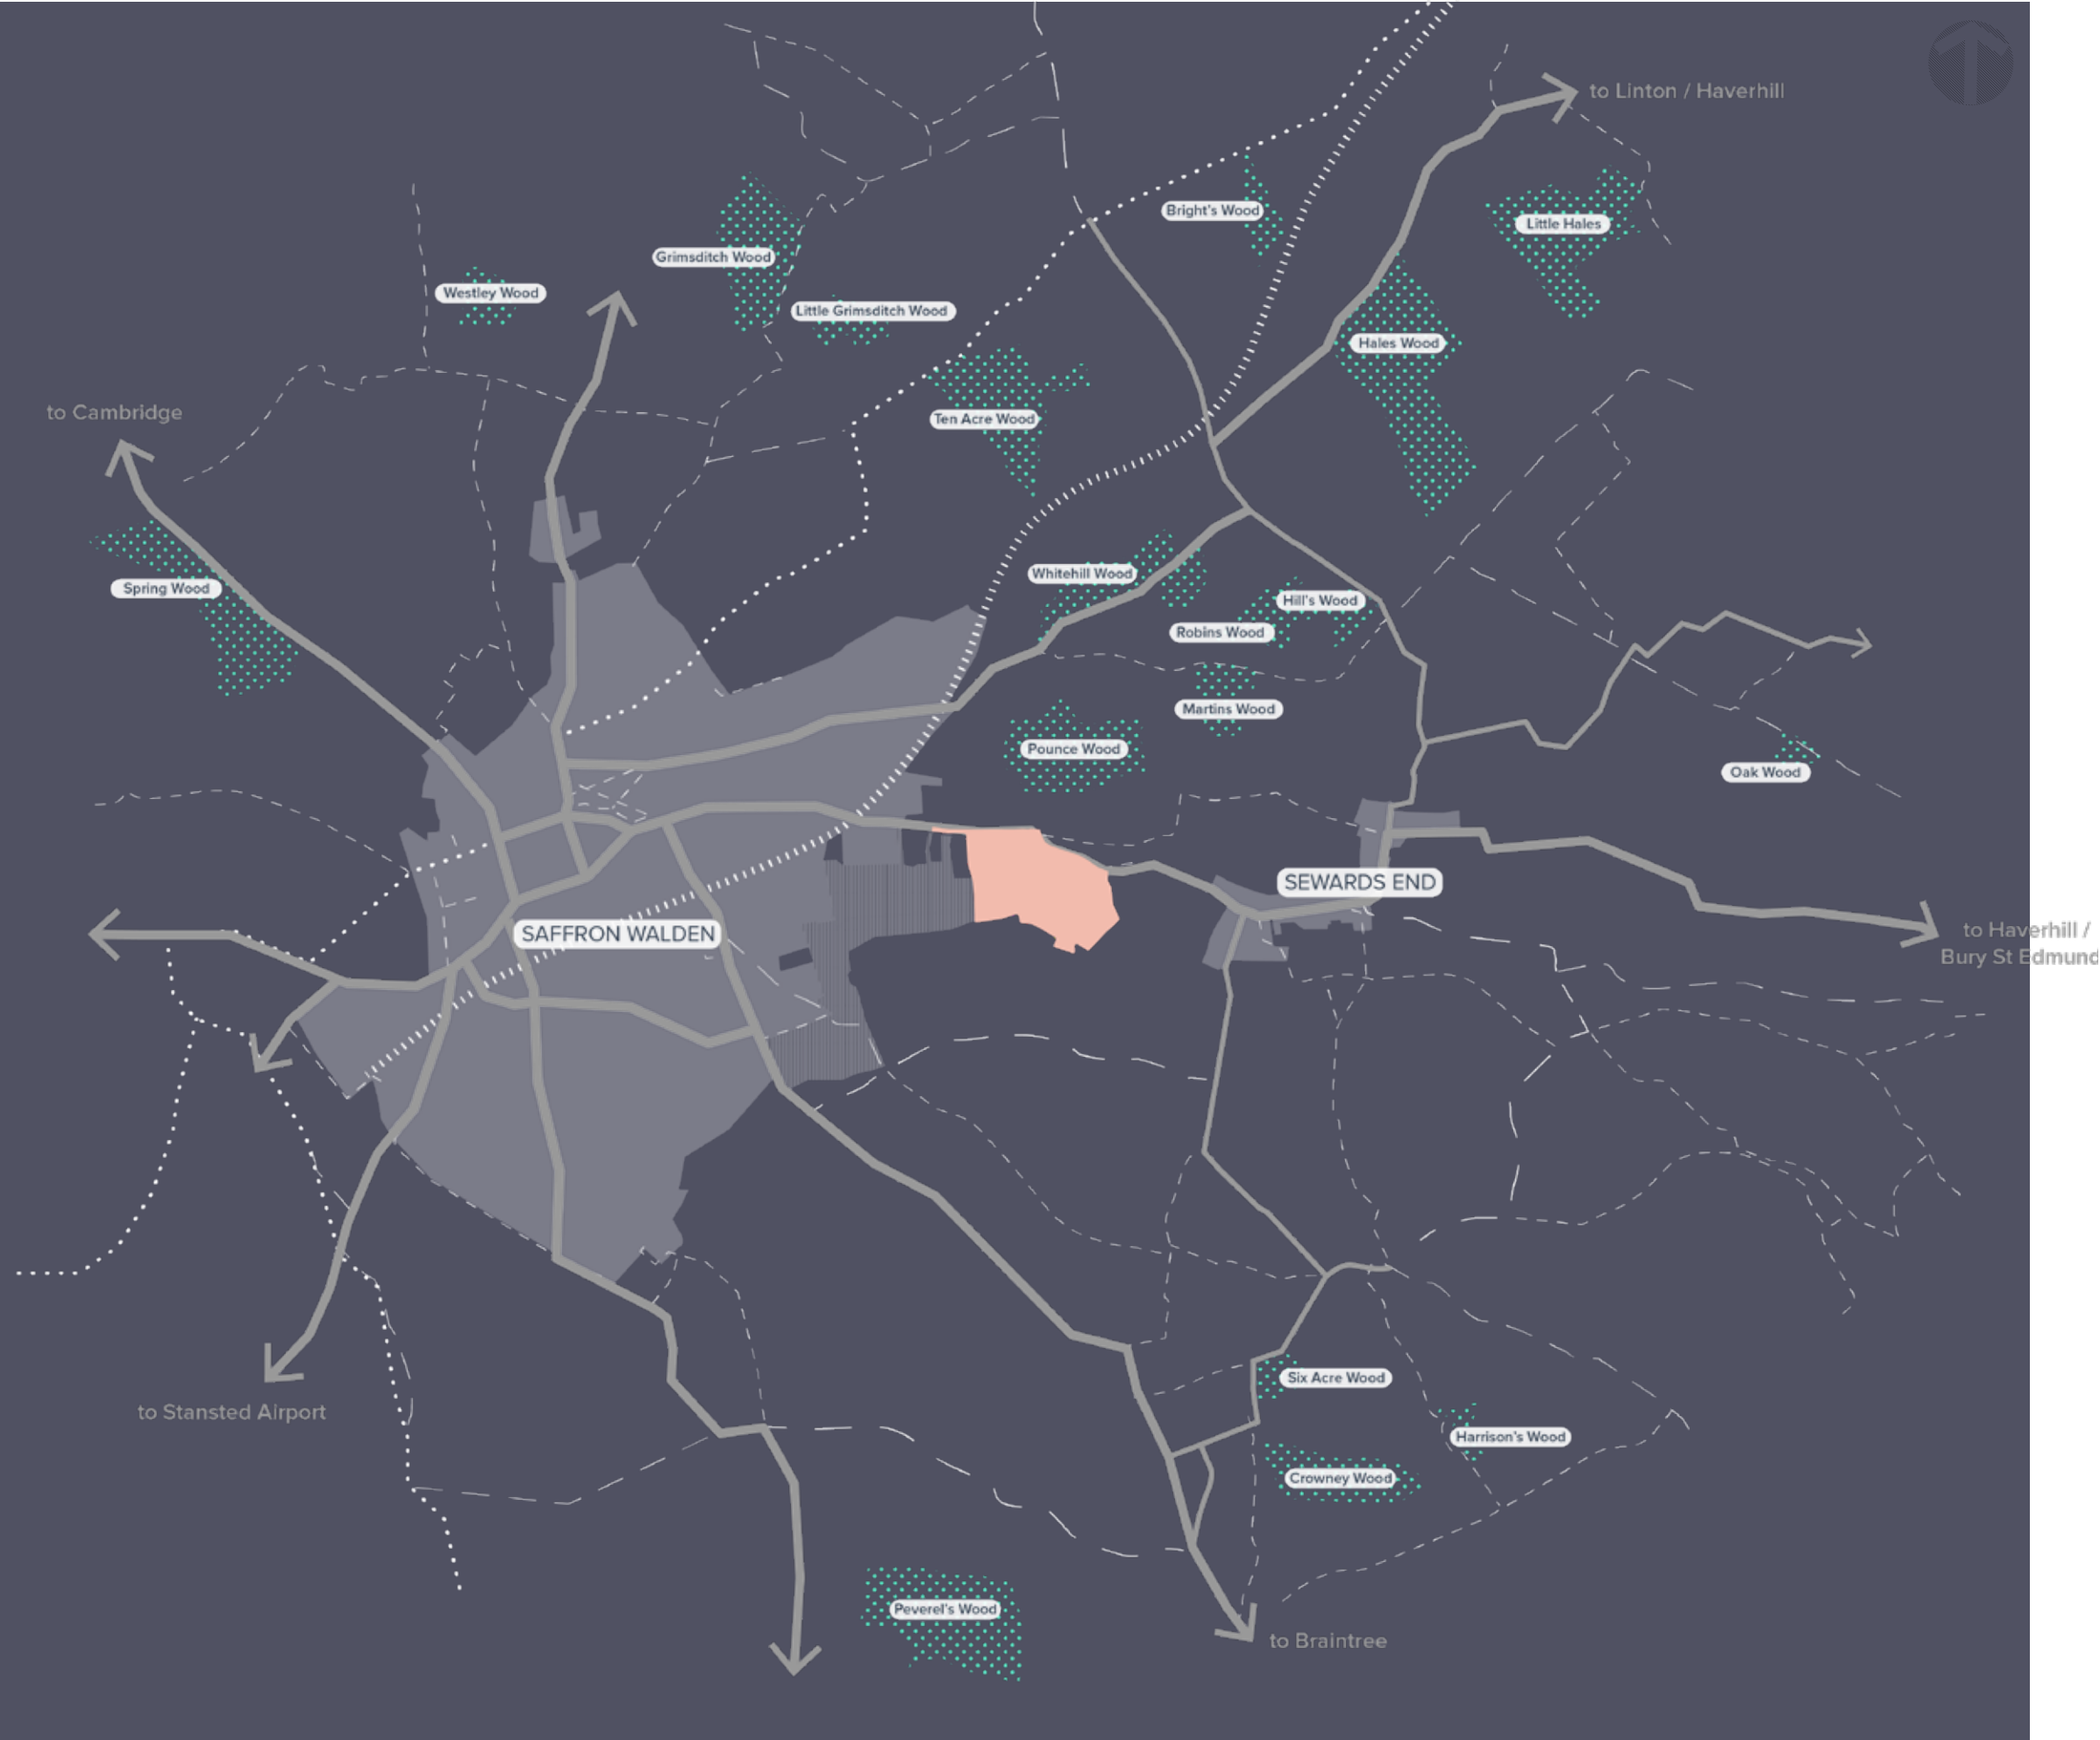 to Linton / Haverhill
Bright's Wood
Little Hales
Grimsditch Wood
Westley Wood
Little Grimsditch Wood
Hales Wood
to Cambridge
Ten Acre Wood
Whitehill Wood
Spring Wood
Hill's Wood
Robins Wood
Martins Wood
Pounce Wood
Oak Wood
SEWARDS END
SAFFRON WALDEN
to Haverhill /
Bury St Edmund
Six Acre Wood
to Stansted Airport
Harrison's Wood
Crowney Wood
Peverel's Wood
to Braintree